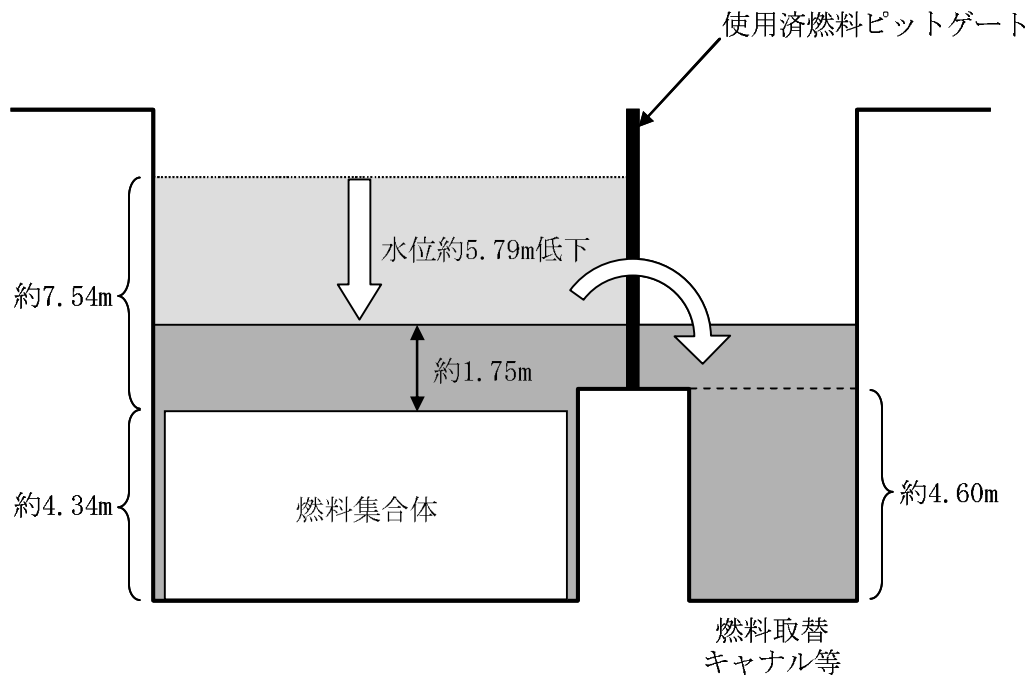 使用済燃料ピットゲート
水位約5.79m低下
約7.54m
約1.75m
約4.34m
燃料集合体
約4.60m
燃料取替
キャナル等